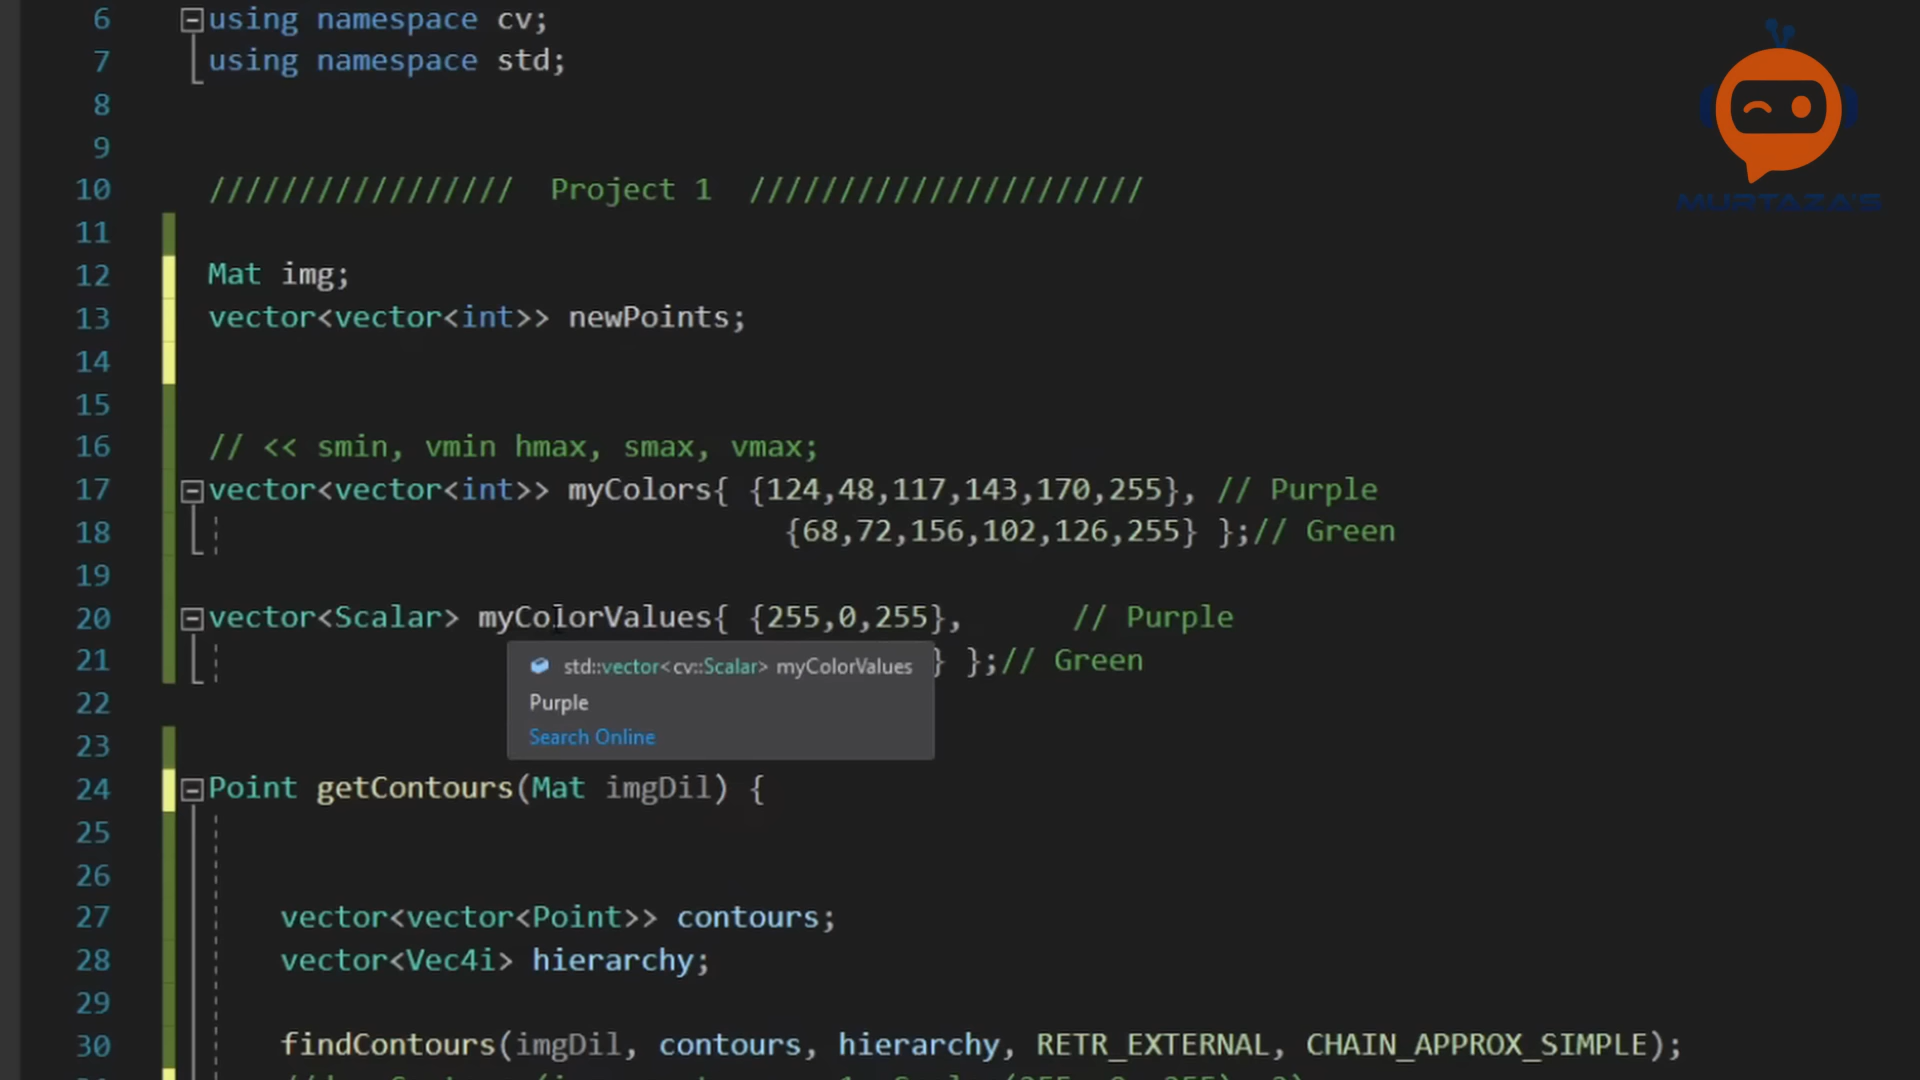 6 using namespace cv;
7 using namespace std;
8
9
10 ///////////////// Project 1 //////////////////////
11
12 Mat img;
13 vector<vector<int>> newPoints;
14
15
16 // << smin, vmin hmax, smax, vmax;
17 vector<vector<int>> myColors{ {124,48,117,143,170,255}, // Purple
18 {68,72,156,102,126,255} };// Green
19
20 vector<Scalar> myColorValues{ {255,0,255}, // Purple
21 } };// Green
std::vector<cv::Scalar> myColorValues
Purple
Search Online
22
23
24 Point getContours(Mat imgDil) {
25
26
27 vector<vector<Point>> contours;
28 vector<Vec4i> hierarchy;
29
30 findContours(imgDil, contours, hierarchy, RETR_EXTERNAL, CHAIN_APPROX_SIMPLE);
MURTAZA'S